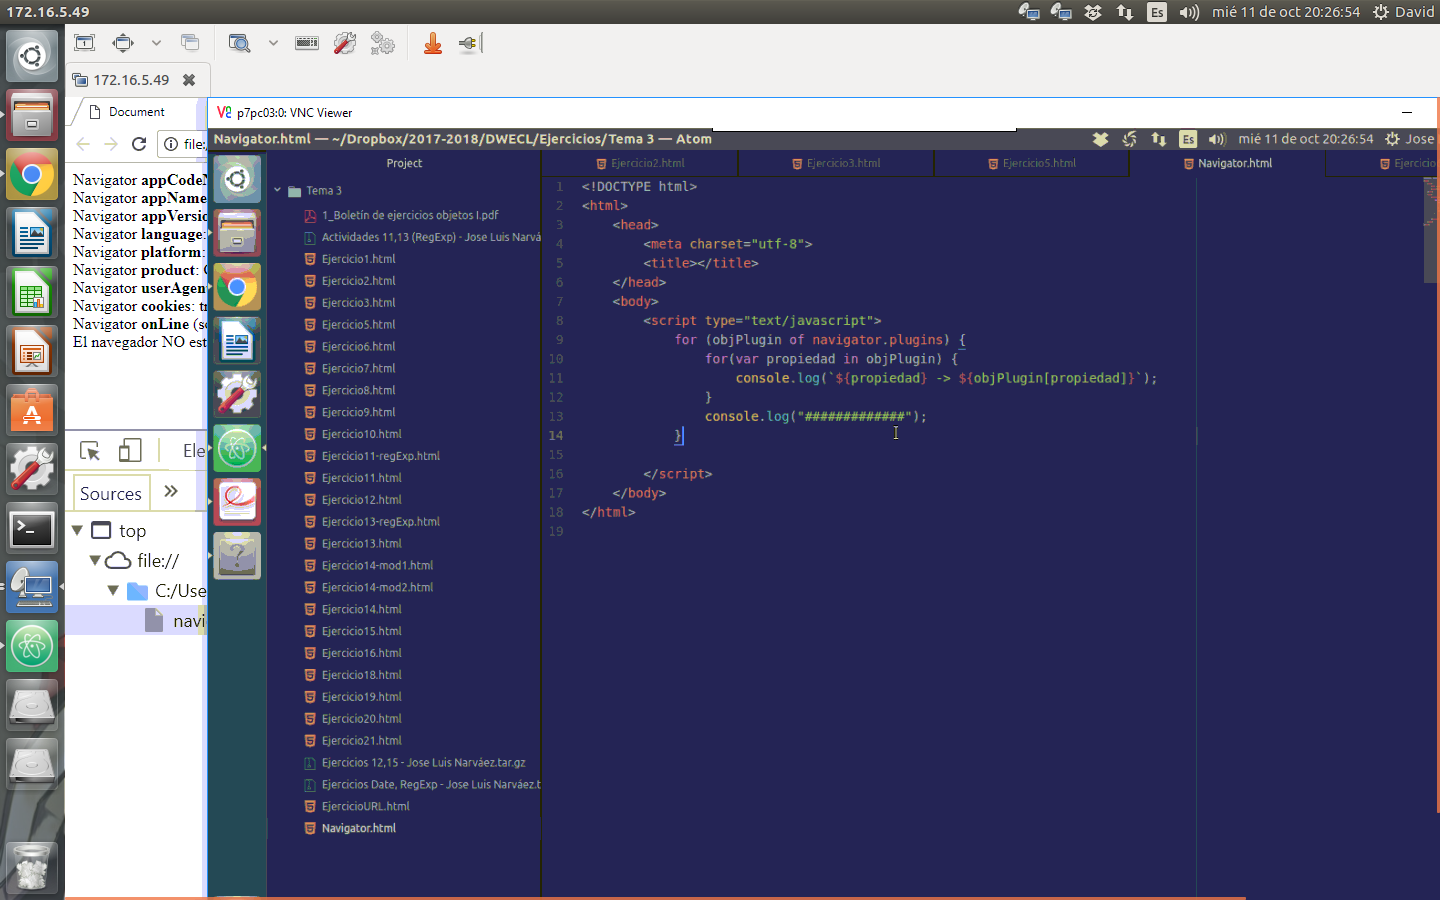 172.16.5.49
Es
mié 11 de oct 20:26:54
David
172.16.5.49
Document
file:
Navigator appCodeN
Navigator appName
Navigator appVersio
Navigator language:
Navigator platform:
Navigator product:
Navigator userAgen
Navigator cookies: tr
Navigator onLine (so
El navegador NO est
Ele
Sources
top
file://
C:/Use
navi
p7pc03:0: VNC Viewer
Navigator.html — ~/Dropbox/2017-2018/DWECL/Ejercicios/Tema 3 — Atom
Es
mié 11 de oct 20:26:54
Jose
Project
Tema 3
1_Boletín de ejercicios objetos I.pdf
Actividades 11,13 (RegExp) - Jose Luis Narvá
Ejercicio1.html
Ejercicio2.html
Ejercicio3.html
Ejercicio5.html
Ejercicio6.html
Ejercicio7.html
Ejercicio8.html
Ejercicio9.html
Ejercicio10.html
Ejercicio11-regExp.html
Ejercicio11.html
Ejercicio12.html
Ejercicio13-regExp.html
Ejercicio13.html
Ejercicio14-mod1.html
Ejercicio14-mod2.html
Ejercicio14.html
Ejercicio15.html
Ejercicio16.html
Ejercicio18.html
Ejercicio19.html
Ejercicio20.html
Ejercicio21.html
Ejercicios 12,15 - Jose Luis Narváez.tar.gz
Ejercicios Date, RegExp - Jose Luis Narváez.t
EjercicioURL.html
Navigator.html
Ejercicio2.html
Ejercicio3.html
Ejercicio5.html
Navigator.html
Ejercicio
1 <!DOCTYPE html>
2 <html>
3 <head>
4 <meta charset="utf-8">
5 <title></title>
6 </head>
7 <body>
8 <script type="text/javascript">
9 for (objPlugin of navigator.plugins) {
10 for(var propiedad in objPlugin) {
11 console.log(`${propiedad} -> ${objPlugin[propiedad]}`);
12 }
13 console.log("#############");
14 }
15
16 </script>
17 </body>
18 </html>
19